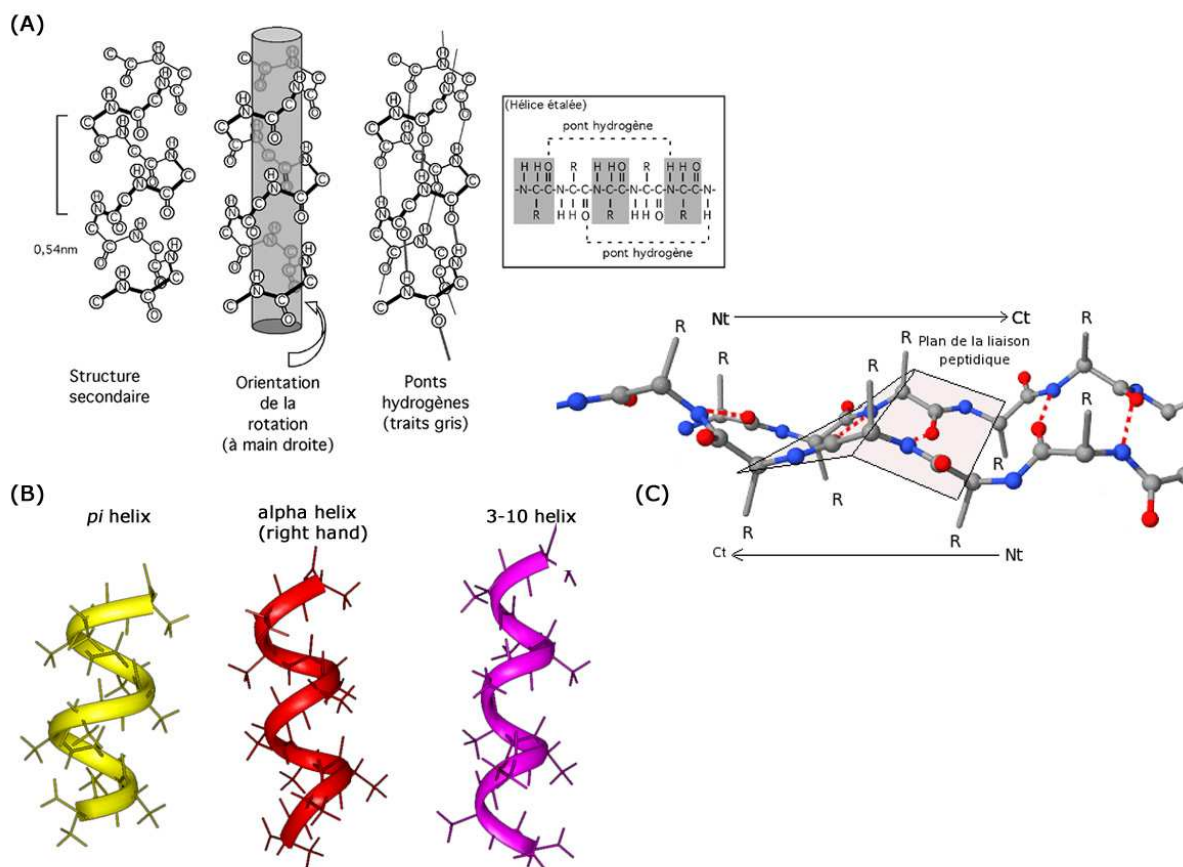 (A)
0,54nm
Structure
secondaire
Orientation
de la
rotation
(à main droite)
Ponts
hydrogènes
(traits gris)
(Hélice étalée)
pont hydrogène
H H O R H H O R H H O
-N-C-C-N-C-C-N-C-C-N-C-C-N-C-C-N-
R H H O R H H O R H
pont hydrogène
Nt
Ct
Plan de la liaison
peptidique
R
R
R
R
R
R
R
R
R
R
Ct
Nt
(B)
pi helix
alpha helix
(right hand)
3-10 helix
(C)